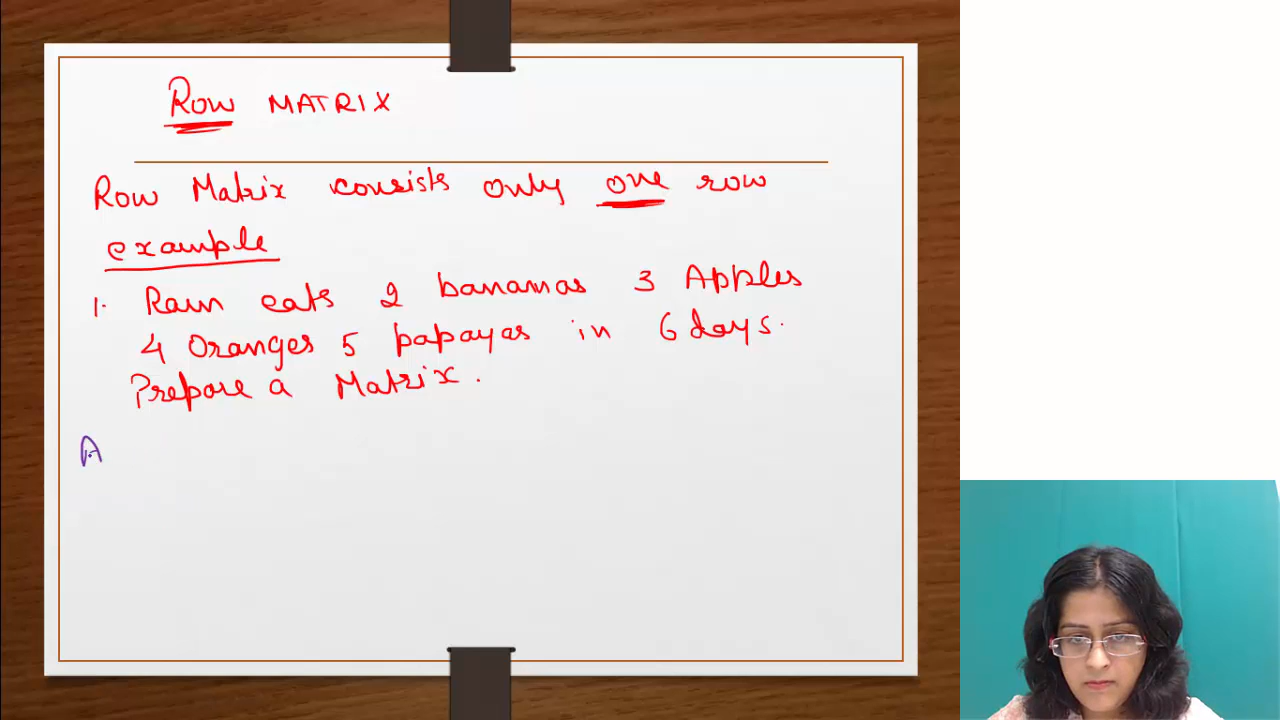 Row MATRIX
Row Matrix consists only one row
example
1. Ram eats 2 bananas 3 Apples
4 Oranges 5 papayas in 6 days.
Prepare a Matrix.
A